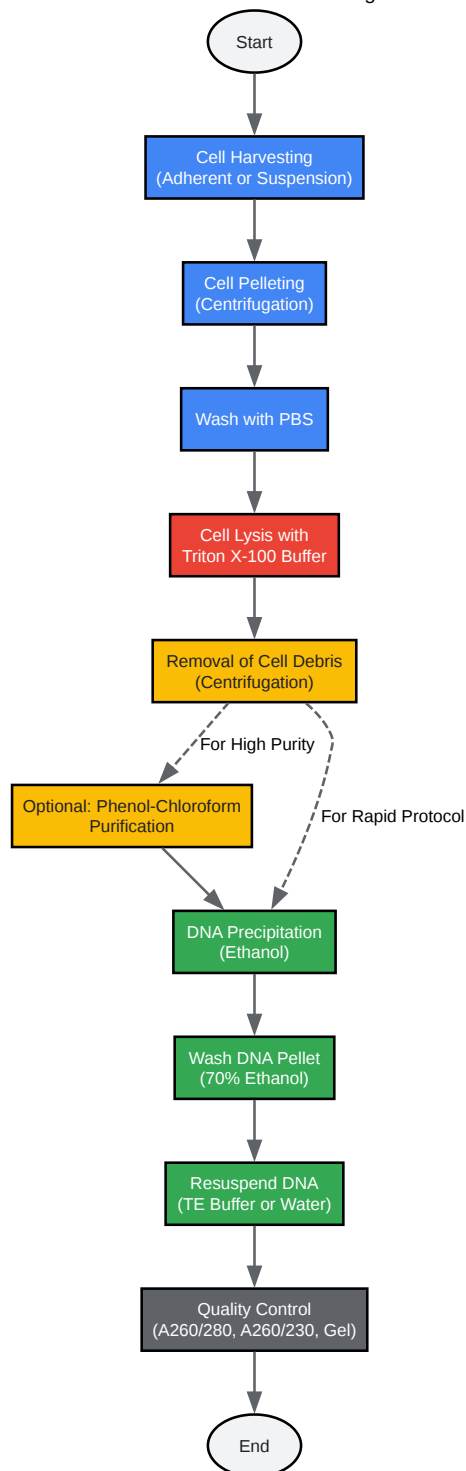 Start
Cell Harvesting
(Adherent or Suspension)
Cell Pelleting
(Centrifugation)
Wash with PBS
Cell Lysis with
Triton X-100 Buffer
Removal of Cell Debris
(Centrifugation)
For High Purity
Optional: Phenol-Chloroform
Purification
For Rapid Protocol
DNA Precipitation
(Ethanol)
Wash DNA Pellet
(70% Ethanol)
Resuspend DNA
(TE Buffer or Water)
Quality Control
(A260/280, A260/230, Gel)
End